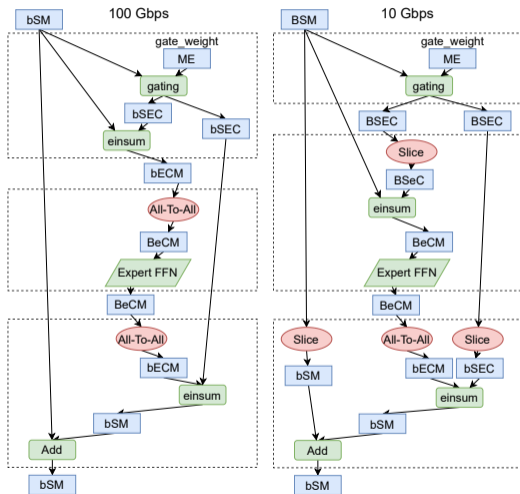 100 Gbps
bSM
gate_weight
ME
gating
bSEC
bSEC
einsum
bECM
All-To-All
BeCM
Expert FFN
BeCM
All-To-All
bECM
einsum
bSM
Add
bSM
10 Gbps
BSM
gate_weight
ME
gating
BSEC
BSEC
Slice
BSeC
einsum
BeCM
Expert FFN
BeCM
Slice
All-To-All
Slice
bSM
bECM
bSEC
einsum
bSM
Add
bSM